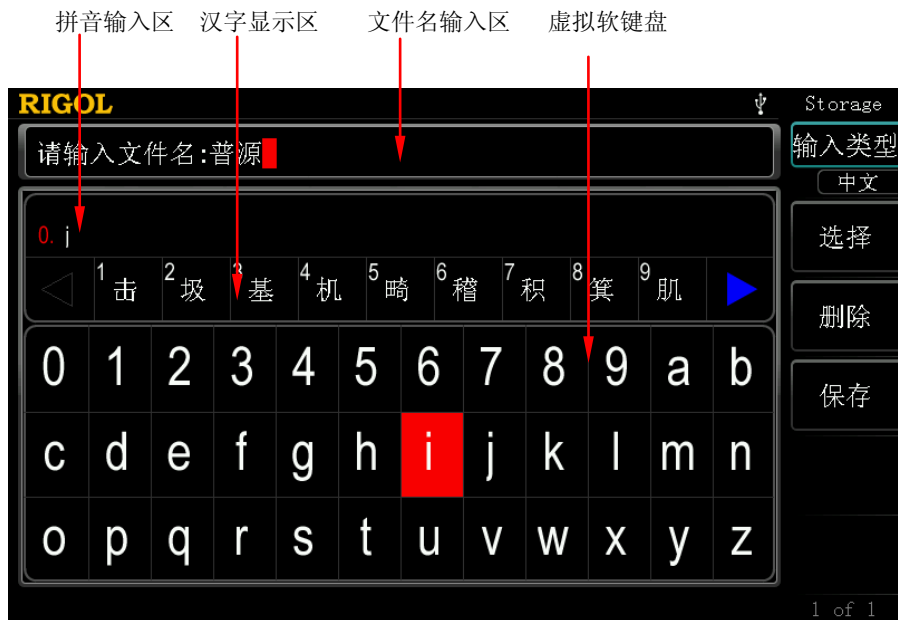 拼音输入区 汉字显示区 文件名输入区 虚拟软键盘
RIGOL Storage
请输入文件名:普源
输入类型
中文
0. j
选择
1击 2圾 3基 4机 5畸 6稽 7积 8箕 9肌
删除
0 1 2 3 4 5 6 7 8 9 a b
保存
c d e f g h i j k l m n
o p q r s t u v w x y z
1 of 1